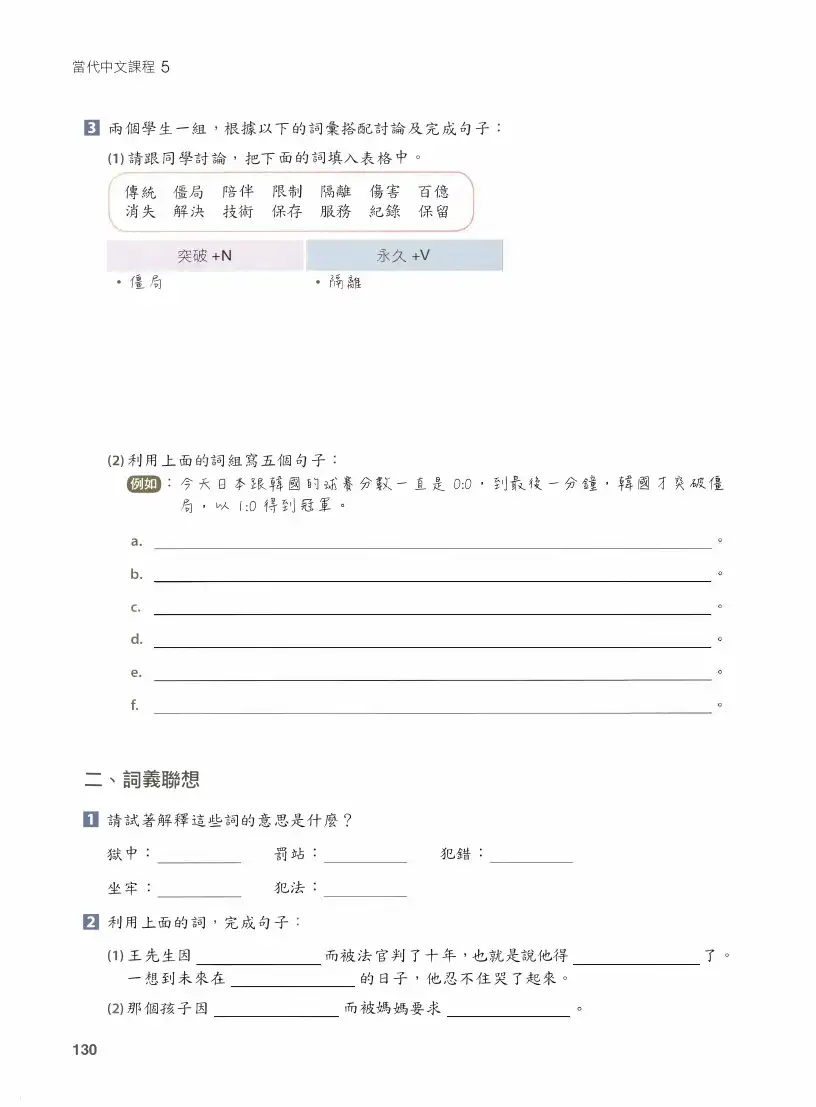 當代中文課程 5
3 兩個學生一組，根據以下的詞彙搭配討論及完成句子：
(1) 請跟同學討論，把下面的詞填入表格中。
傳統 僵局 陪伴 限制 隔離 傷害 百億
消失 解決 技術 保存 服務 紀錄 保留
突破 +N 永久 +V
• 僵局 • 隔離
(2) 利用上面的詞組寫五個句子：
例如：今天日本跟韓國的球賽分數一直是 0:0，到最後一分鐘，韓國才突破僵
局，以 1:0 得到冠軍。
a. 。
b. 。
c. 。
d. 。
e. 。
f. 。
二、詞義聯想
1 請試著解釋這些詞的意思是什麼？
獄中： 罰站： 犯錯：
坐牢： 犯法：
2 利用上面的詞，完成句子：
(1) 王先生因 而被法官判了十年，也就是說他得 了。
一想到未來在 的日子，他忍不住哭了起來。
(2) 那個孩子因 而被媽媽要求 。
130